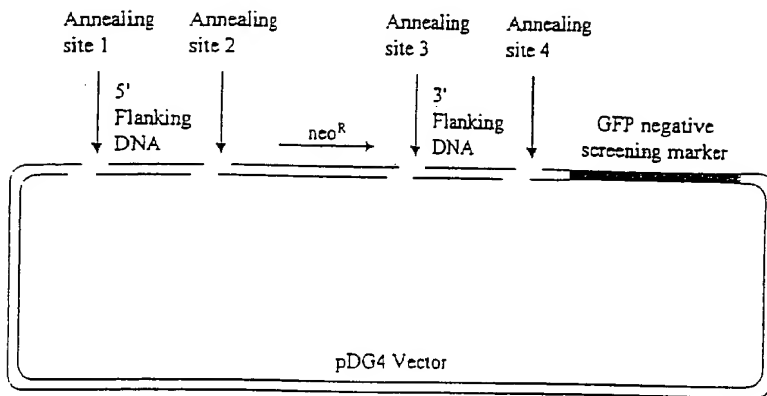 Annealing
site 1
Annealing
site 2
Annealing
site 3
Annealing
site 4
5'
Flanking
DNA
neoR
3'
Flanking
DNA
GFP negative
screening marker
pDG4 Vector